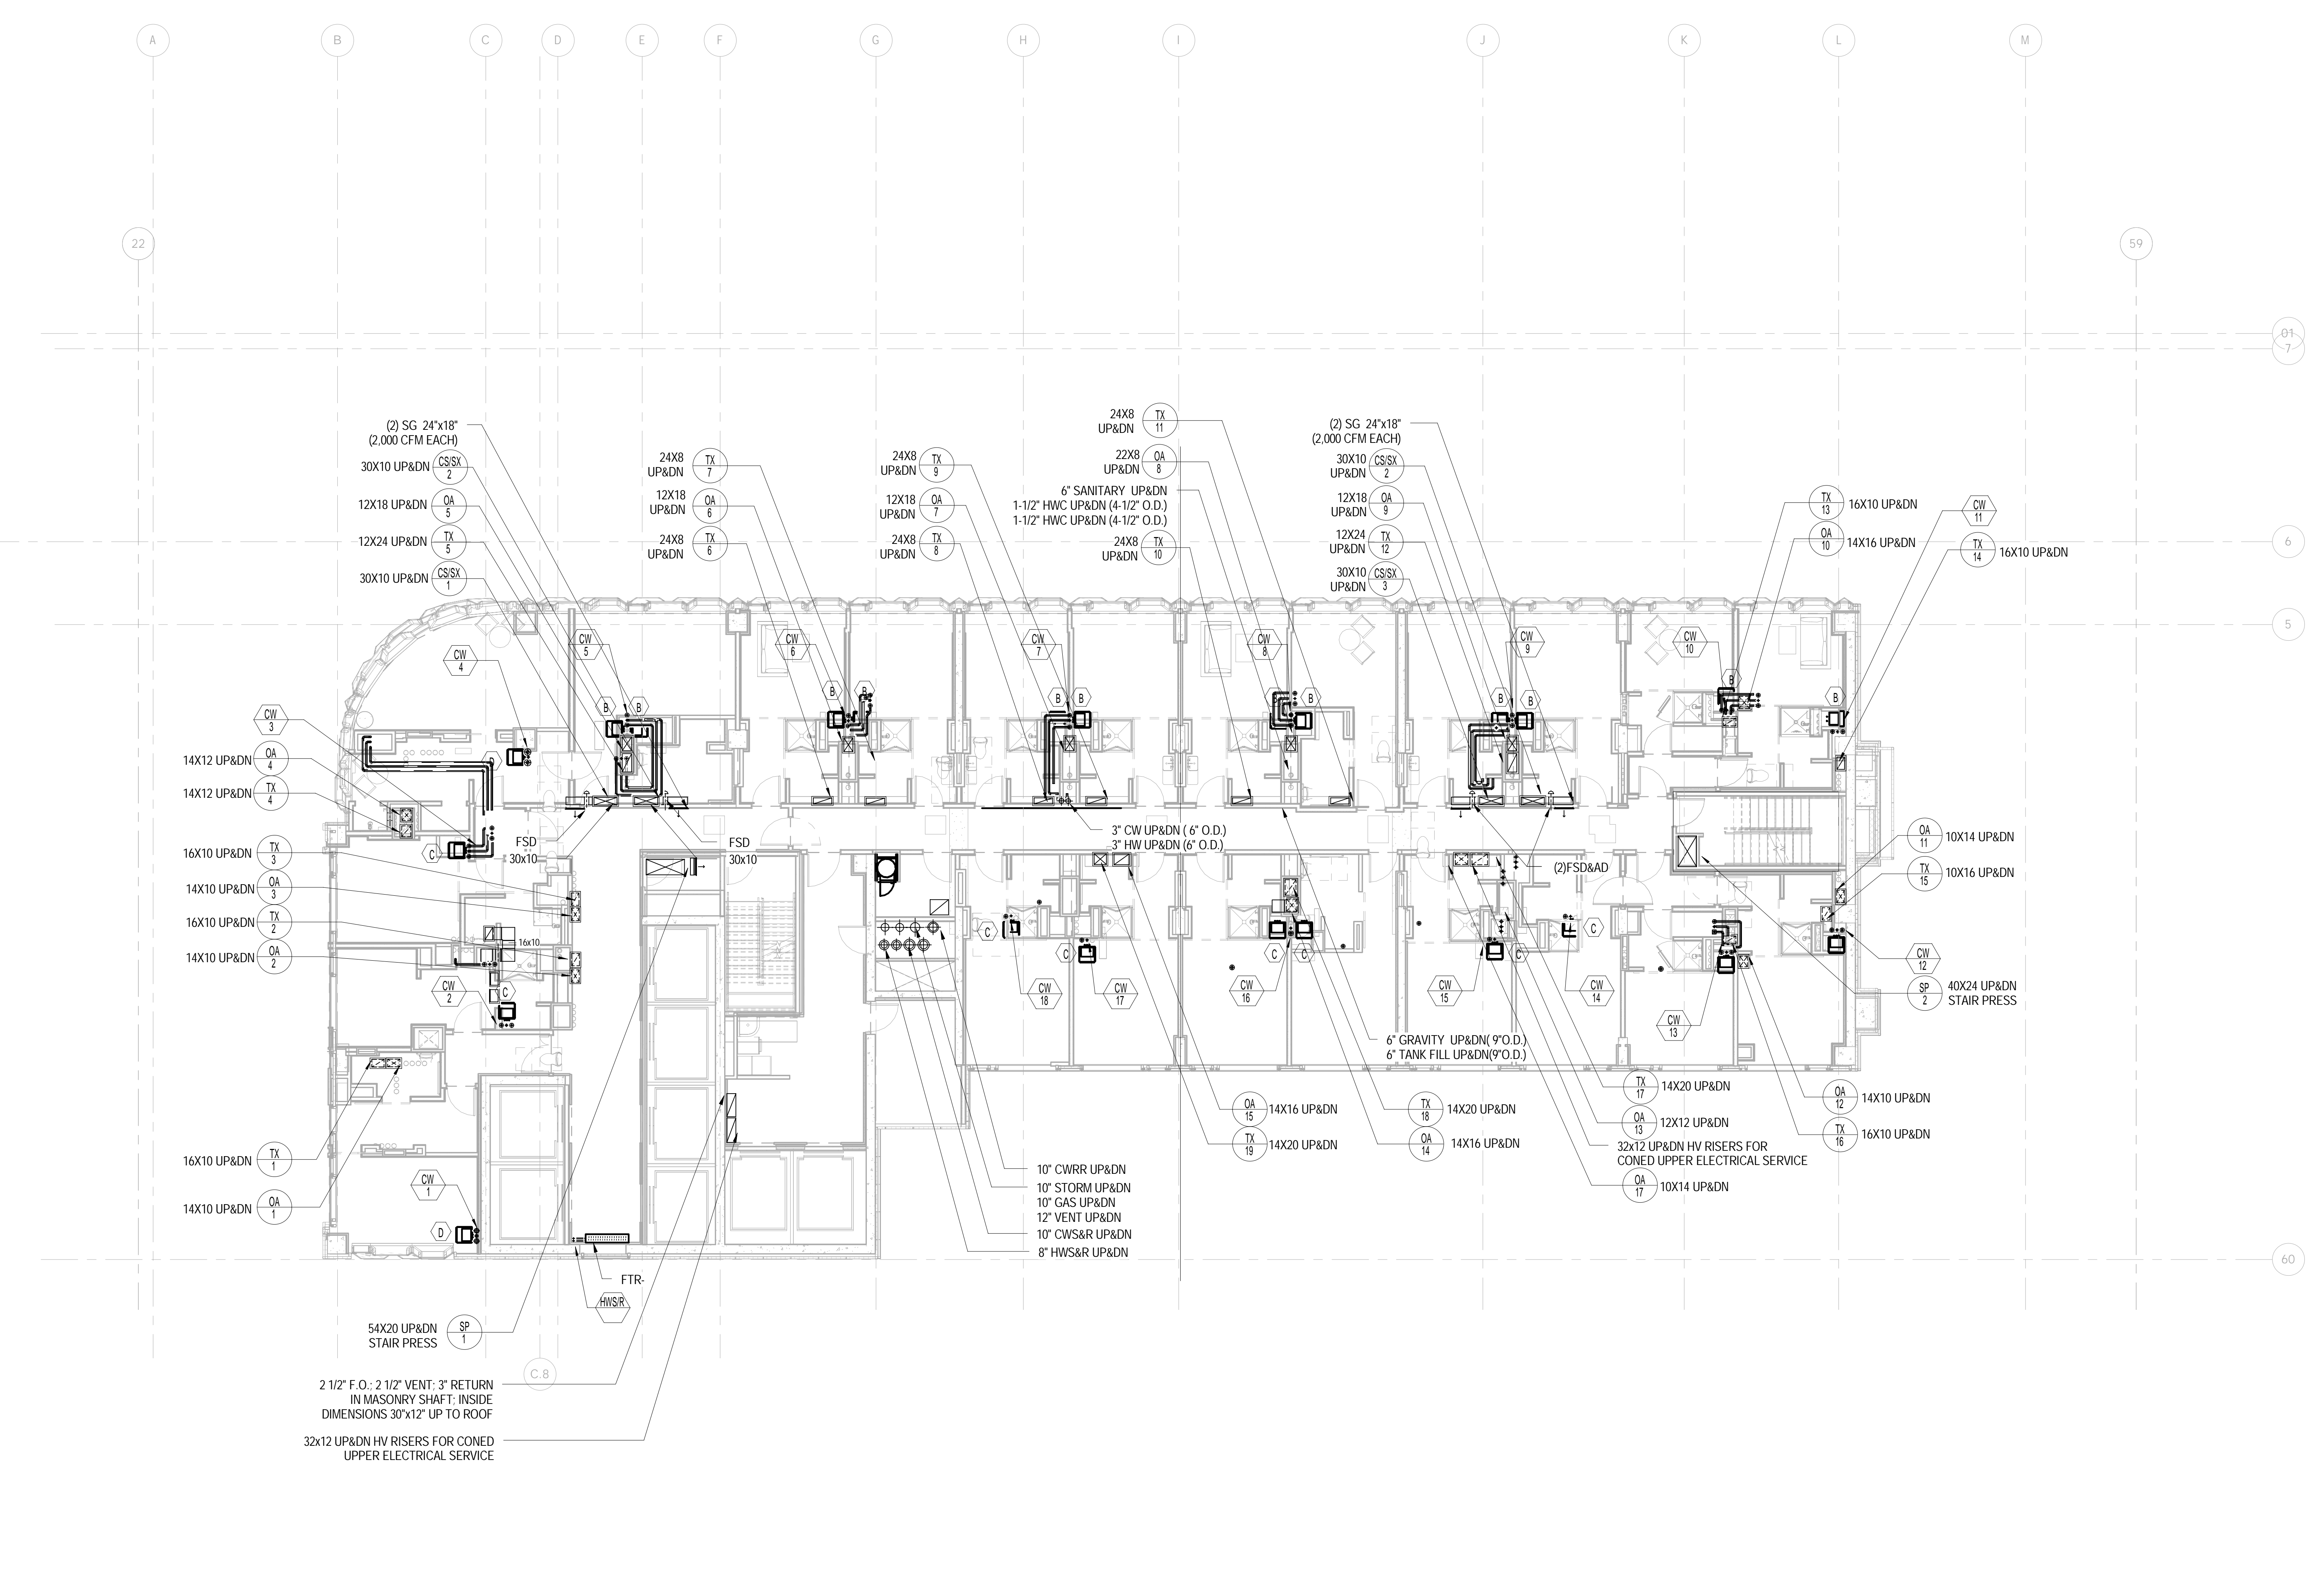 A
B
C
D
E
F
G
H
I
J
K
L
M
22
59
01
7
6
5
60
C.8
(2) SG 24"x18"
(2,000 CFM EACH)
30X10 UP&DN
CS/SX
2
12X18 UP&DN
OA
5
12X24 UP&DN
TX
5
30X10 UP&DN
CS/SX
1
24X8
UP&DN
TX
7
12X18
UP&DN
OA
6
24X8
UP&DN
TX
6
24X8
UP&DN
TX
9
12X18
UP&DN
OA
7
24X8
UP&DN
TX
8
24X8
UP&DN
TX
11
22X8
UP&DN
OA
8
6" SANITARY UP&DN
1-1/2" HWC UP&DN (4-1/2" O.D.)
1-1/2" HWC UP&DN (4-1/2" O.D.)
24X8
UP&DN
TX
10
(2) SG 24"x18"
(2,000 CFM EACH)
30X10
UP&DN
CS/SX
2
12X18
UP&DN
OA
9
12X24
UP&DN
TX
12
30X10
UP&DN
CS/SX
3
TX
13
16X10 UP&DN
OA
10
14X16 UP&DN
CW
11
TX
14
16X10 UP&DN
CW
4
CW
5
CW
6
CW
7
CW
8
CW
9
CW
10
B
B
B
B
B
B
B
B
B
B
B
CW
3
14X12 UP&DN
OA
4
14X12 UP&DN
TX
4
16X10 UP&DN
TX
3
14X10 UP&DN
OA
3
16X10 UP&DN
TX
2
14X10 UP&DN
OA
2
C
FSD
30x10
FSD
30x10
3" CW UP&DN ( 6" O.D.)
3" HW UP&DN (6" O.D.)
(2)FSD&AD
OA
11
10X14 UP&DN
TX
15
10X16 UP&DN
16x10
C
C
C
C
C
C
C
CW
2
CW
18
CW
17
CW
16
CW
15
CW
14
CW
13
CW
12
SP
2
40X24 UP&DN
STAIR PRESS
6" GRAVITY UP&DN( 9"O.D.)
6" TANK FILL UP&DN(9"O.D.)
16X10 UP&DN
TX
1
14X10 UP&DN
OA
1
CW
1
D
OA
15
14X16 UP&DN
TX
19
14X20 UP&DN
TX
18
14X20 UP&DN
OA
14
14X16 UP&DN
TX
17
14X20 UP&DN
OA
13
12X12 UP&DN
32x12 UP&DN HV RISERS FOR
CONED UPPER ELECTRICAL SERVICE
OA
17
10X14 UP&DN
OA
12
14X10 UP&DN
TX
16
16X10 UP&DN
10" CWRR UP&DN
10" STORM UP&DN
10" GAS UP&DN
12" VENT UP&DN
10" CWS&R UP&DN
8" HWS&R UP&DN
FTR-
HWS/R
54X20 UP&DN
STAIR PRESS
SP
1
2 1/2" F.O.; 2 1/2" VENT; 3" RETURN
IN MASONRY SHAFT; INSIDE
DIMENSIONS 30"x12" UP TO ROOF
32x12 UP&DN HV RISERS FOR CONED
UPPER ELECTRICAL SERVICE